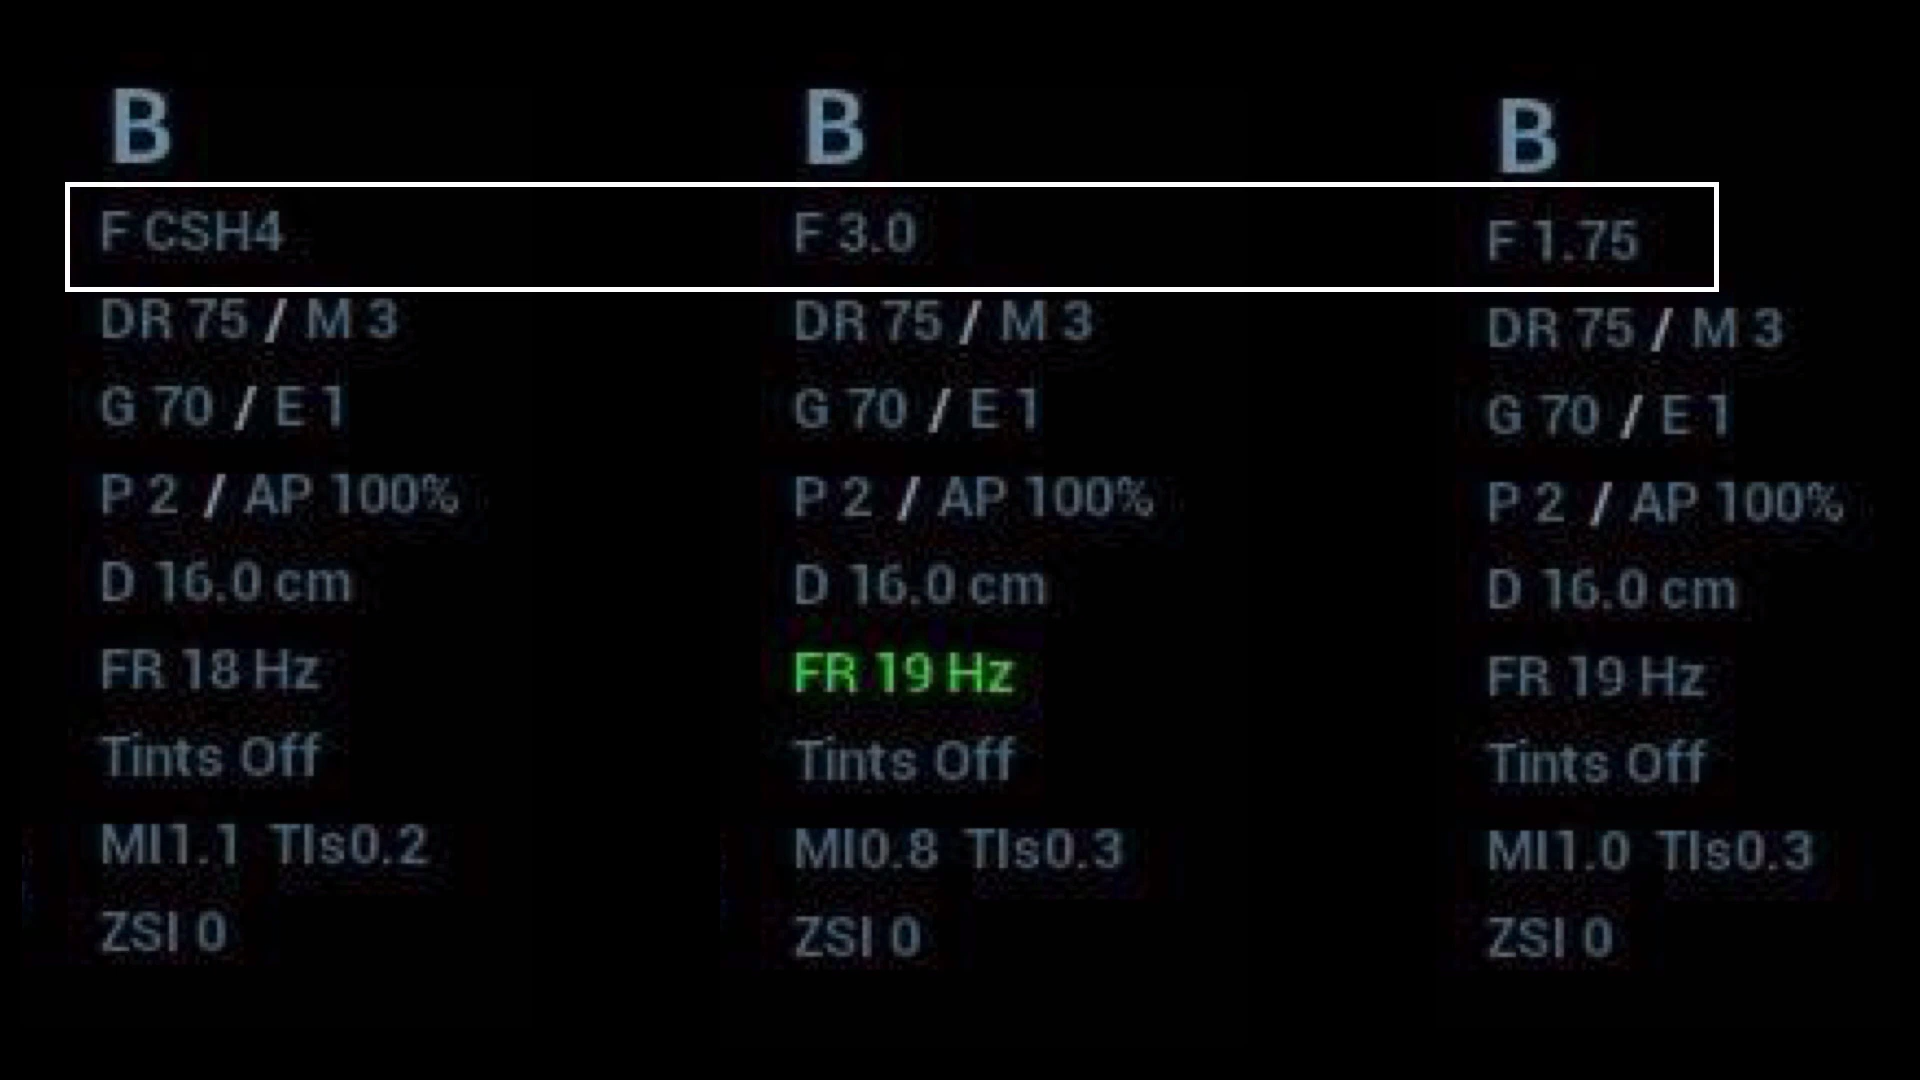 B
F CSH4
DR 75 / M 3
G 70 / E 1
P 2 / AP 100%
D 16.0 cm
FR 18 Hz
Tints Off
MI1.1 TIs0.2
ZSI 0
B
F 3.0
DR 75 / M 3
G 70 / E 1
P 2 / AP 100%
D 16.0 cm
FR 19 Hz
Tints Off
MI0.8 TIs0.3
ZSI 0
B
F 1.75
DR 75 / M 3
G 70 / E 1
P 2 / AP 100%
D 16.0 cm
FR 19 Hz
Tints Off
MI1.0 TIs0.3
ZSI 0